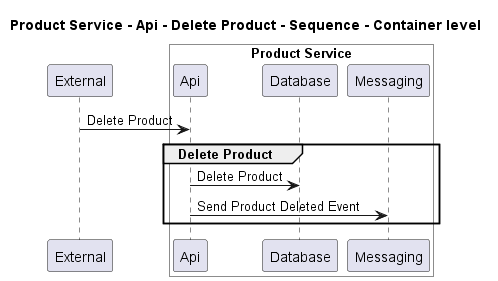 Product Service - Api - Delete Product - Sequence - Container level
Product Service
External Api Database Messaging
Delete Product
Delete Product
Delete Product
Send Product Deleted Event
External Api Database Messaging